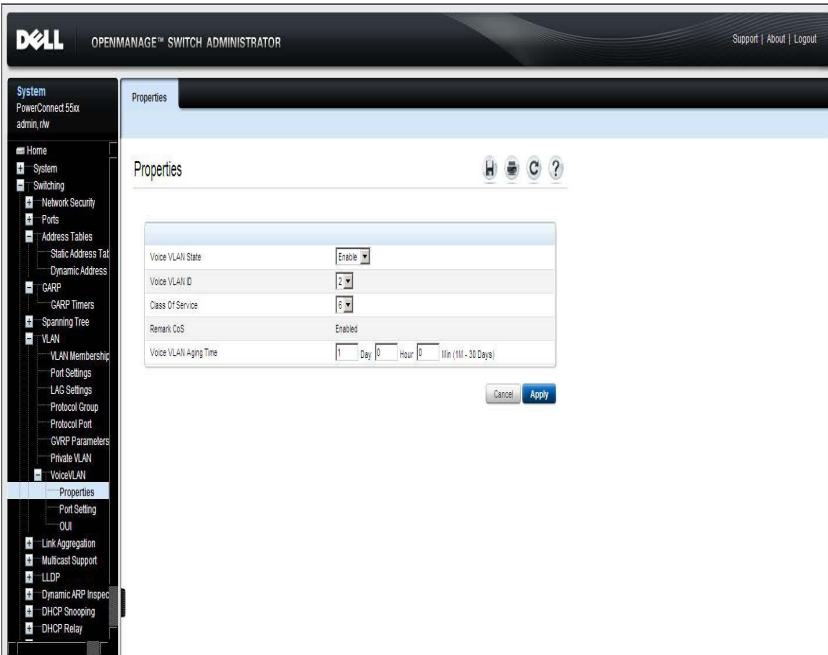 DELL
OPENMANAGE™ SWITCH ADMINISTRATOR
Support | About | Logout
System
PowerConnect 55xx
admin, r/w
Properties
Home
System
Switching
Network Security
Ports
Address Tables
Static Address Tab
Dynamic Address
GARP
GARP Timers
Spanning Tree
VLAN
VLAN Membership
Port Settings
LAG Settings
Protocol Group
Protocol Port
GVRP Parameters
Private VLAN
VoiceVLAN
Properties
Port Setting
OUI
Link Aggregation
Multicast Support
LLDP
Dynamic ARP Inspec
DHCP Snooping
DHCP Relay
Properties
Voice VLAN State Enable
Voice VLAN ID 2
Class Of Service 6
Remark CoS Enabled
Voice VLAN Aging Time 1 Day 0 Hour 0 Min (1M - 30 Days)
Cancel Apply